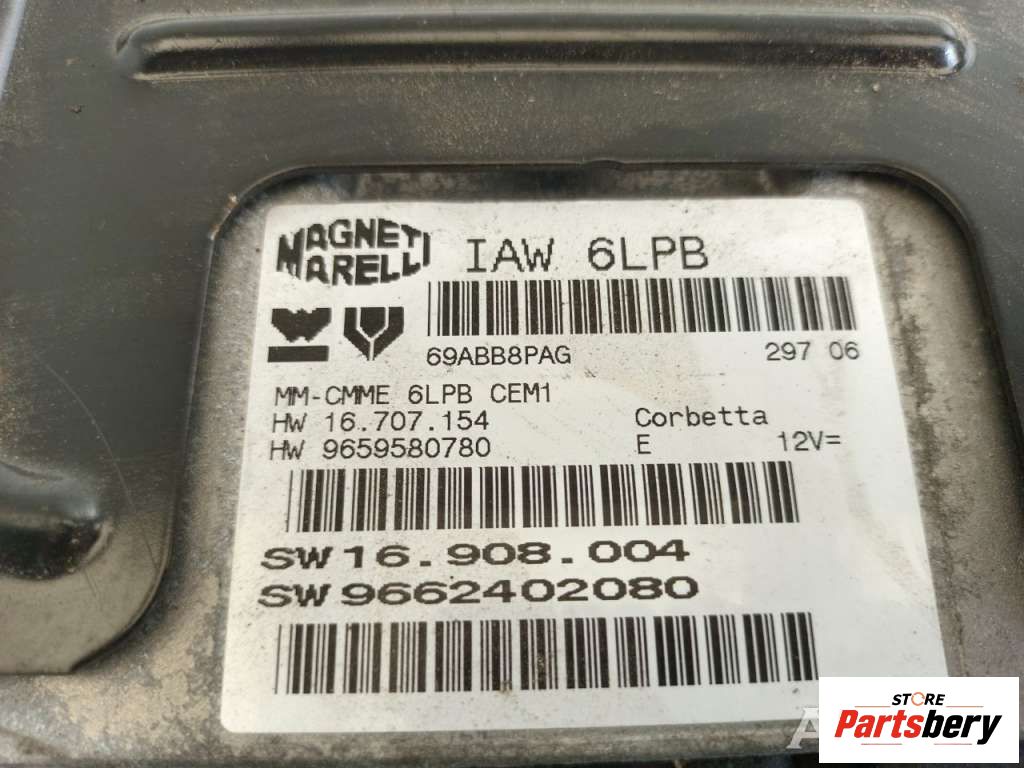 MAGNETI MARELLI
IAW 6LPB
69ABB8PAG 297 06
MM-CMME 6LPB CEM1
HW 16.707.154 Corbetta
HW 9659580780 E 12V=
SW 16.908.004
SW 9662402080
STORE
Partsbery